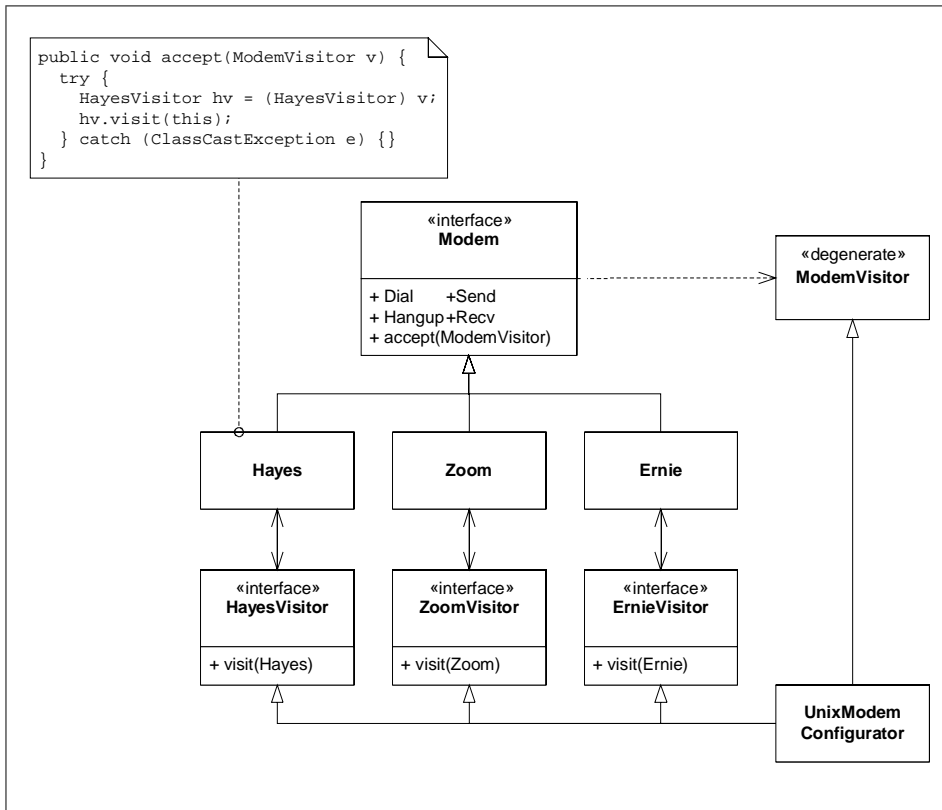 public void accept(ModemVisitor v) {
try {
HayesVisitor hv = (HayesVisitor) v;
hv.visit(this);
} catch (ClassCastException e) {}
}
«interface»
Modem
+ Dial +Send
+ Hangup +Recv
+ accept(ModemVisitor)
«degenerate»
ModemVisitor
Hayes
Zoom
Ernie
«interface»
HayesVisitor
+ visit(Hayes)
«interface»
ZoomVisitor
+ visit(Zoom)
«interface»
ErnieVisitor
+ visit(Ernie)
UnixModem
Configurator